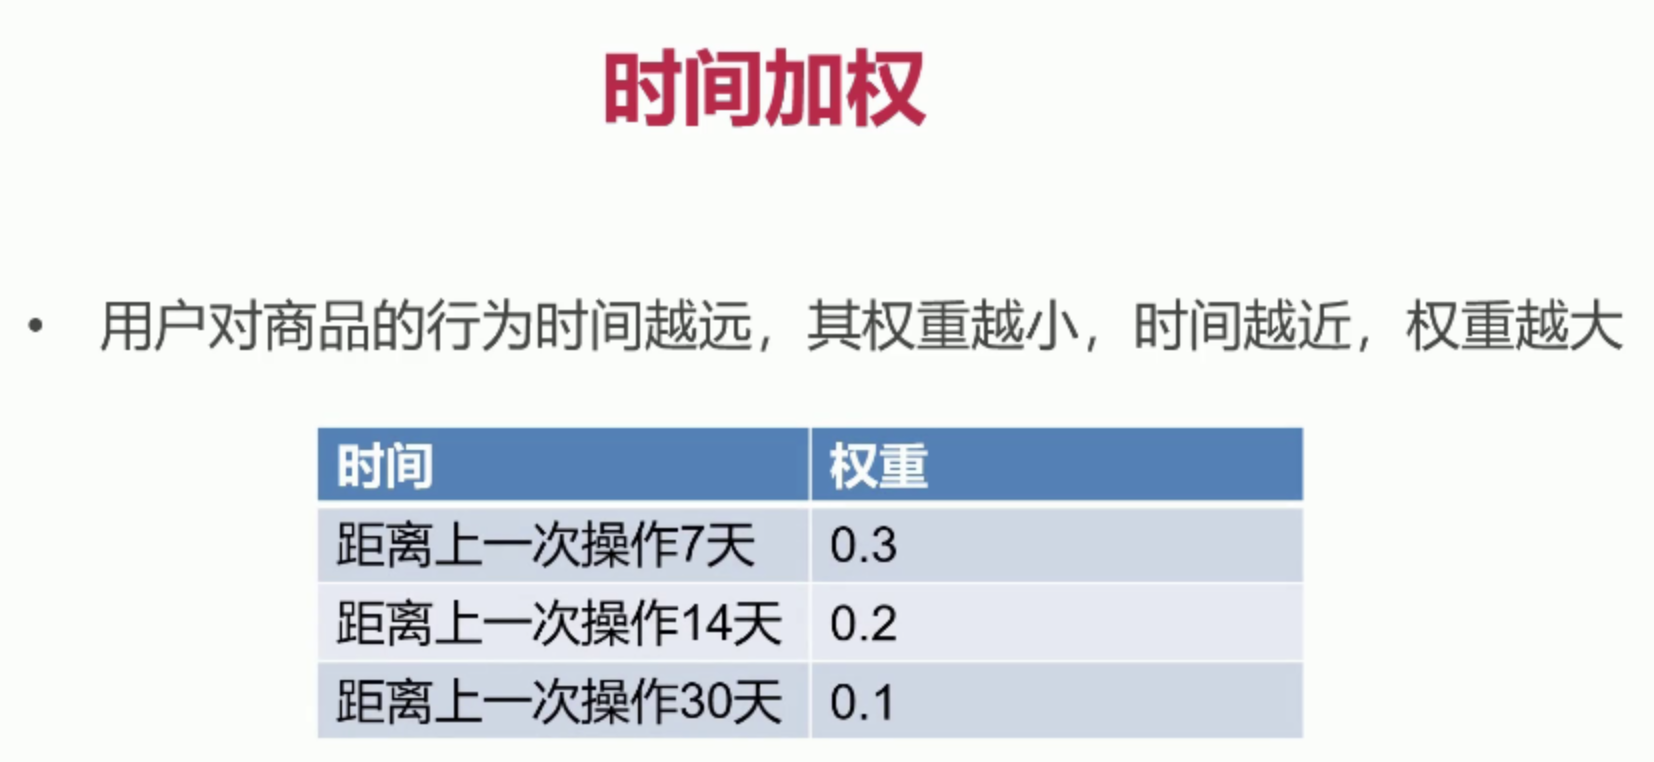 时间加权
• 用户对商品的行为时间越远，其权重越小，时间越近，权重越大
时间 权重
距离上一次操作7天 0.3
距离上一次操作14天 0.2
距离上一次操作30天 0.1